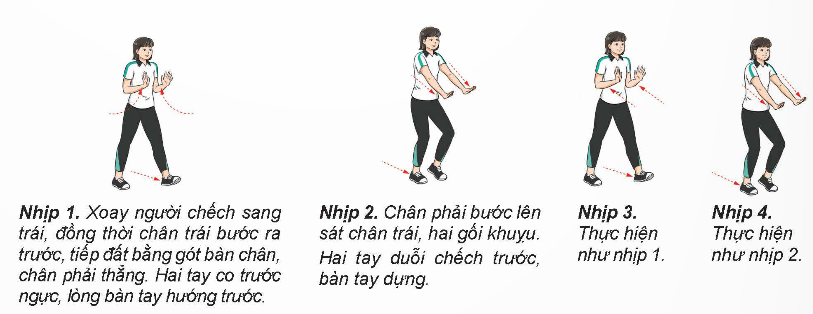 Nhịp 1. Xoay người chếch sang
trái, đồng thời chân trái bước ra
trước, tiếp đất bằng gót bàn chân,
chân phải thẳng. Hai tay co trước
ngực, lòng bàn tay hướng trước.
Nhịp 2. Chân phải bước lên
sát chân trái, hai gối khuỵu.
Hai tay duỗi chếch trước,
bàn tay dựng.
Nhịp 3.
Thực hiện
như nhịp 1.
Nhịp 4.
Thực hiện
như nhịp 2.